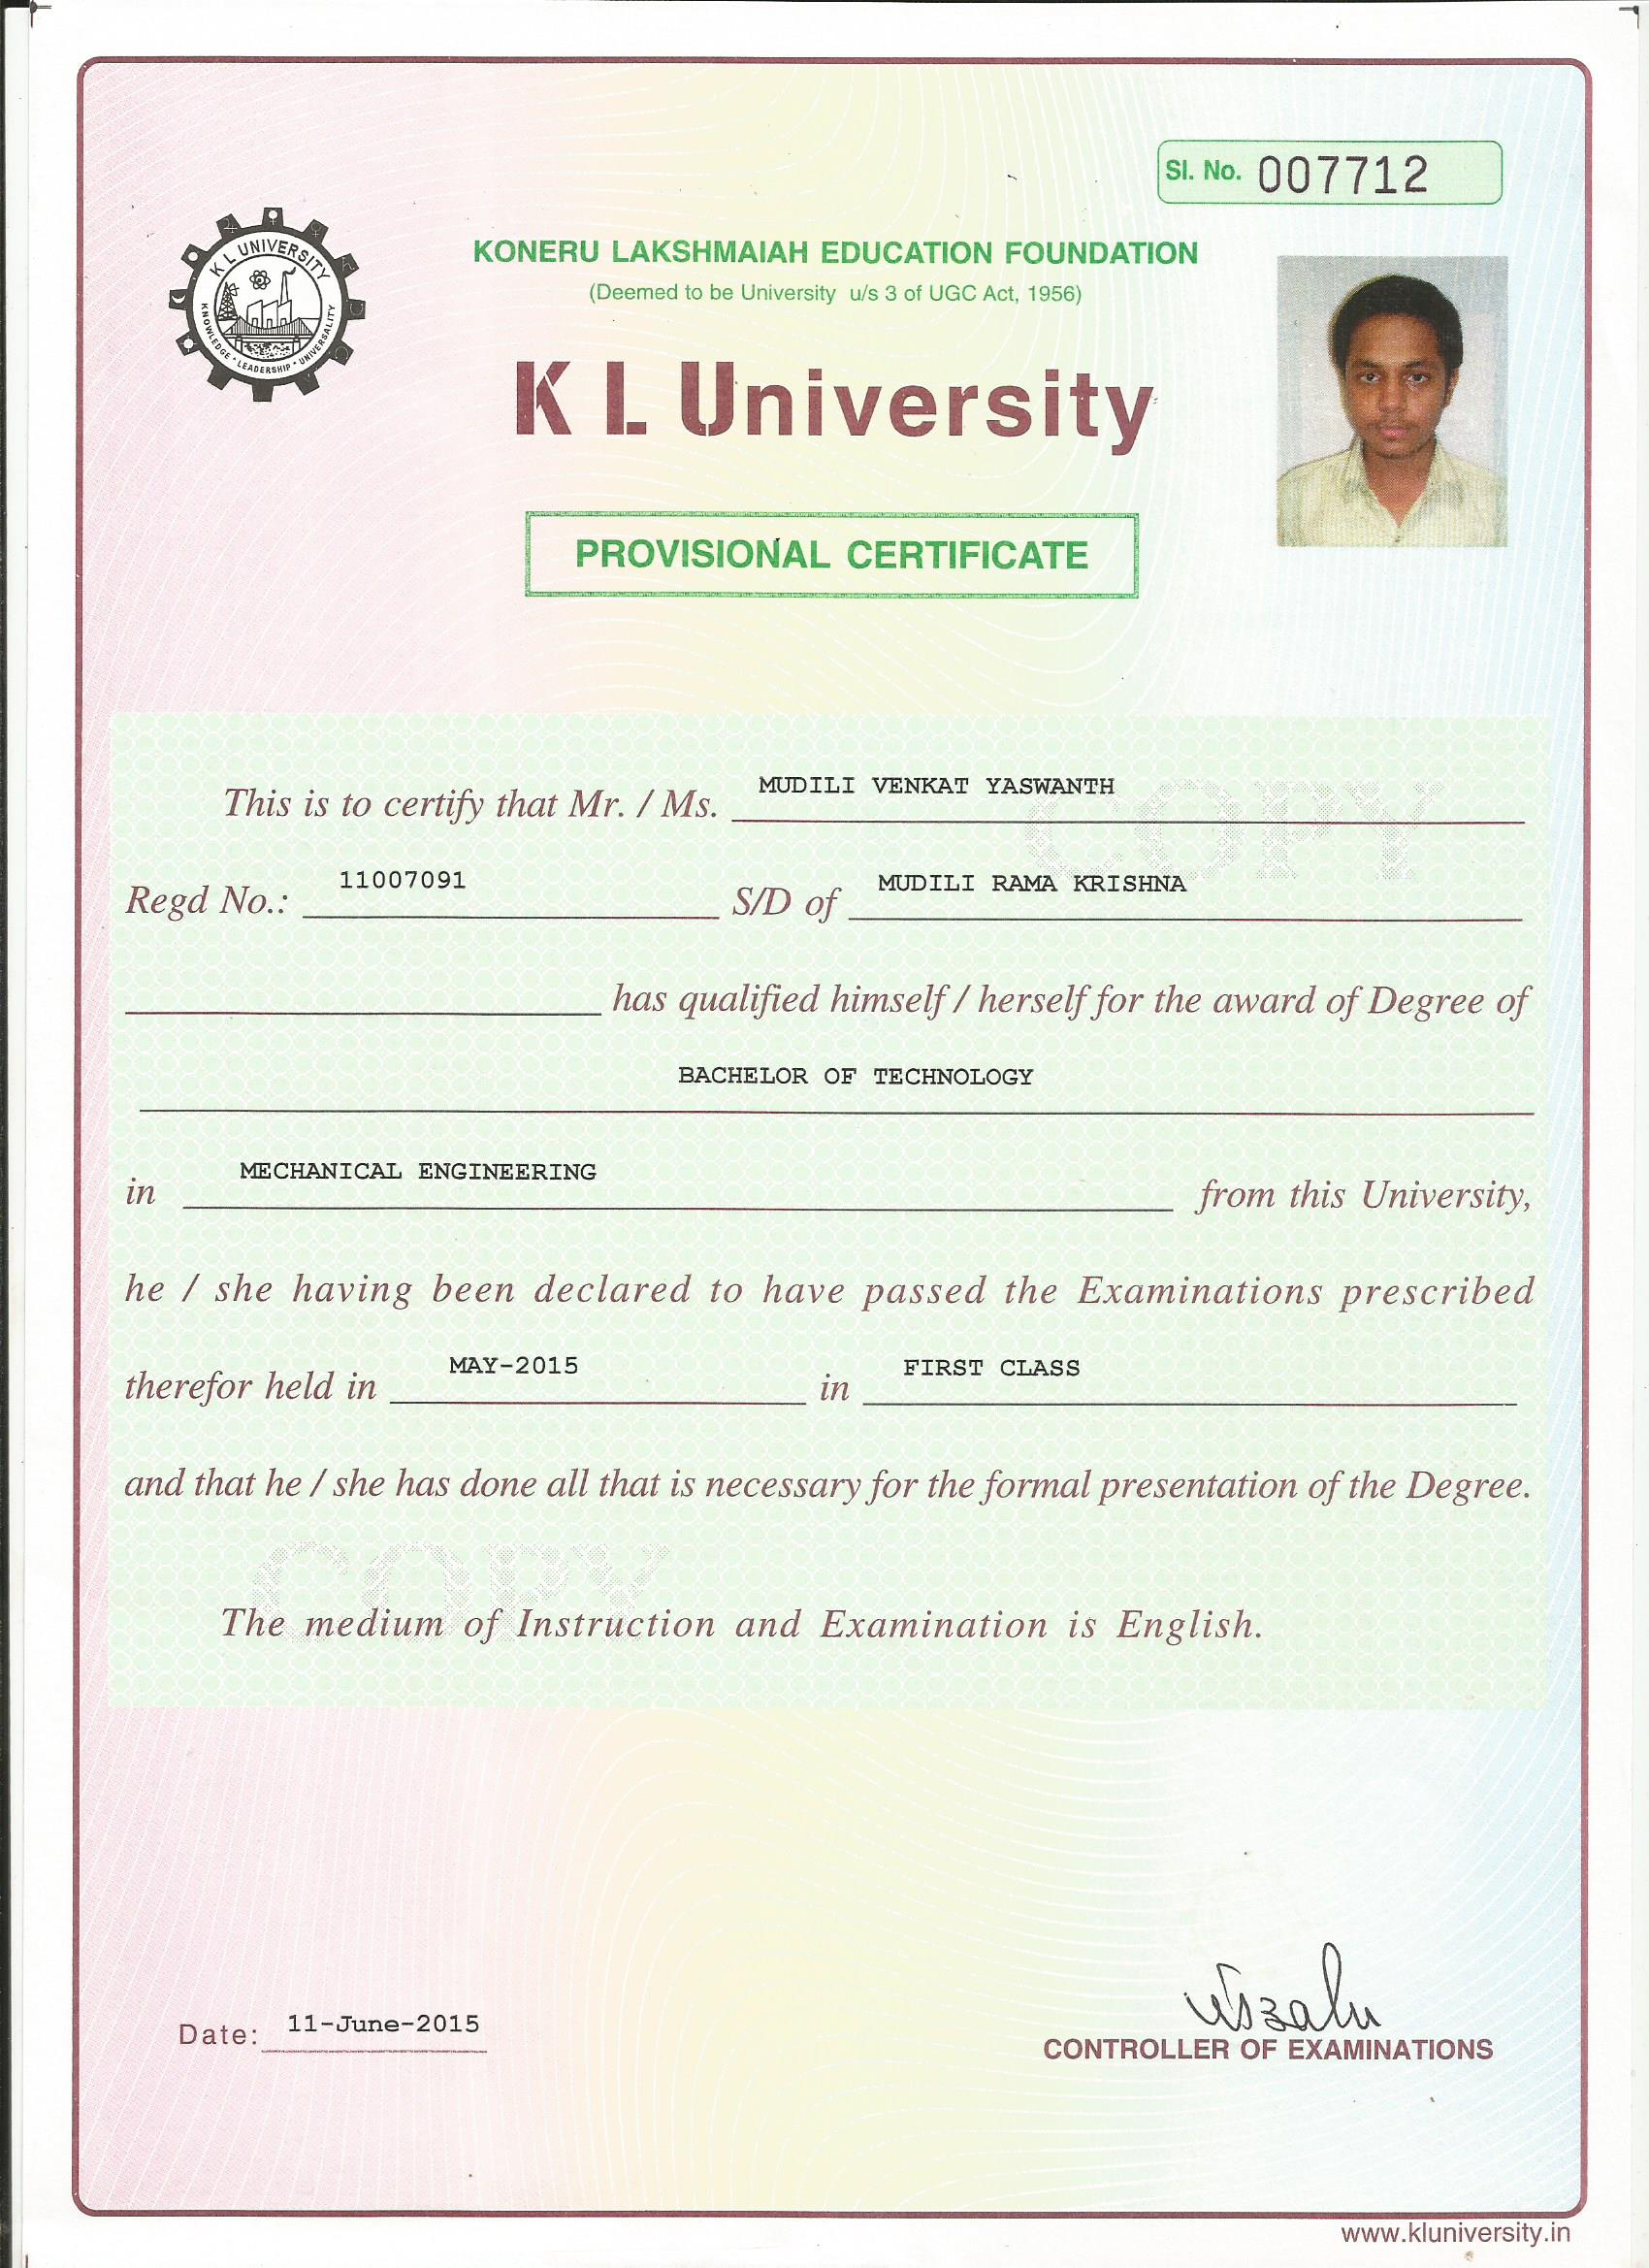 Sl. No. 007712
K L UNIVERSITY
KNOWLEDGE · LEADERSHIP · UNIVERSALITY
KONERU LAKSHMAIAH EDUCATION FOUNDATION
(Deemed to be University u/s 3 of UGC Act, 1956)
K L University
PROVISIONAL CERTIFICATE
COPY
This is to certify that Mr. / Ms. MUDILI VENKAT YASWANTH
Regd No.: 11007091 S/D of MUDILI RAMA KRISHNA
has qualified himself / herself for the award of Degree of
BACHELOR OF TECHNOLOGY
in MECHANICAL ENGINEERING from this University,
he / she having been declared to have passed the Examinations prescribed
therefor held in MAY-2015 in FIRST CLASS
and that he / she has done all that is necessary for the formal presentation of the Degree.
COPY
The medium of Instruction and Examination is English.
Date: 11-June-2015
CONTROLLER OF EXAMINATIONS
www.kluniversity.in